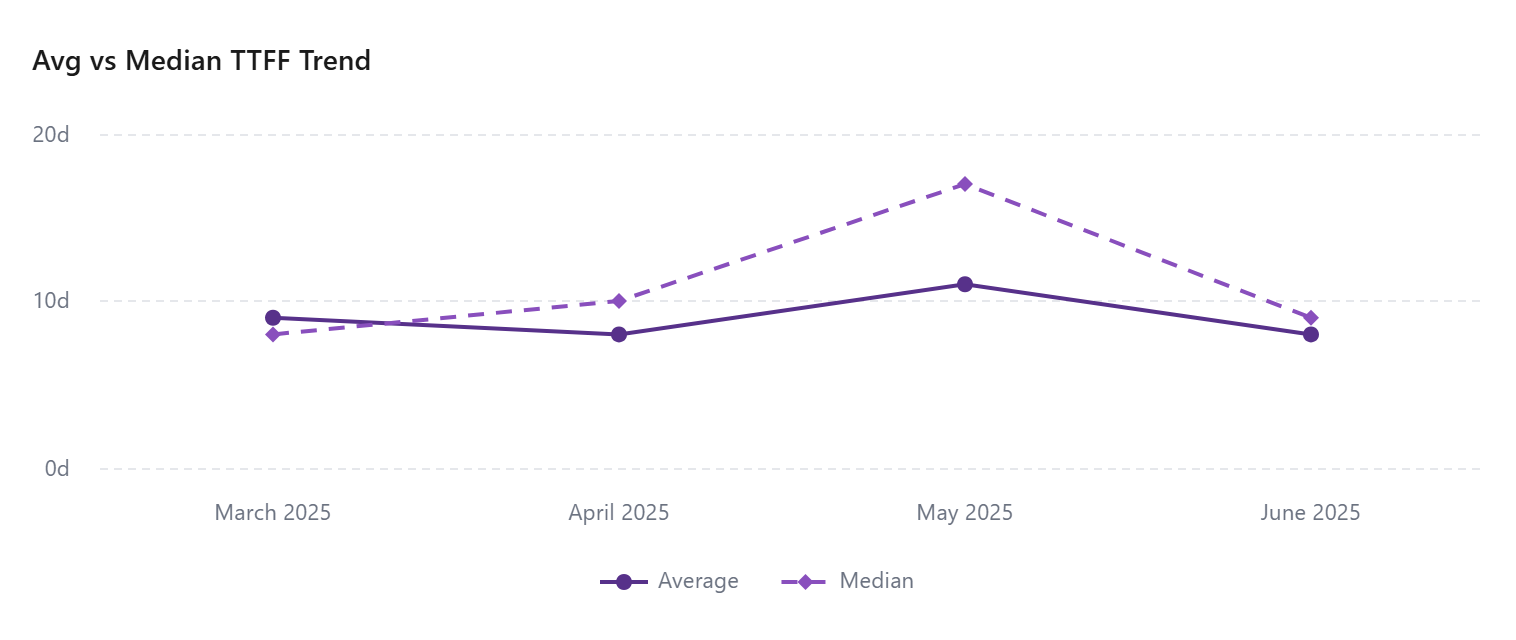 Avg vs Median TTFF Trend
20d
10d
0d
March 2025 April 2025 May 2025 June 2025
Average Median